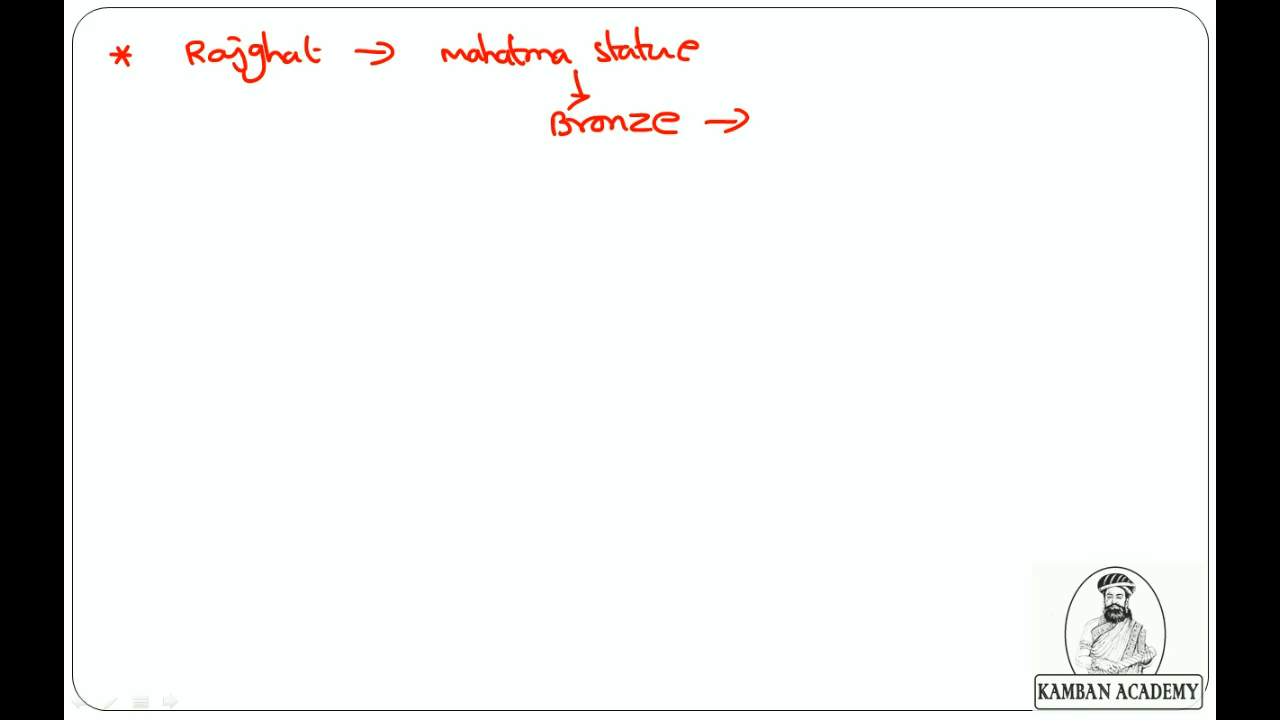 * Rajghat → mahatma statue
↓
Bronze →
KAMBAN ACADEMY